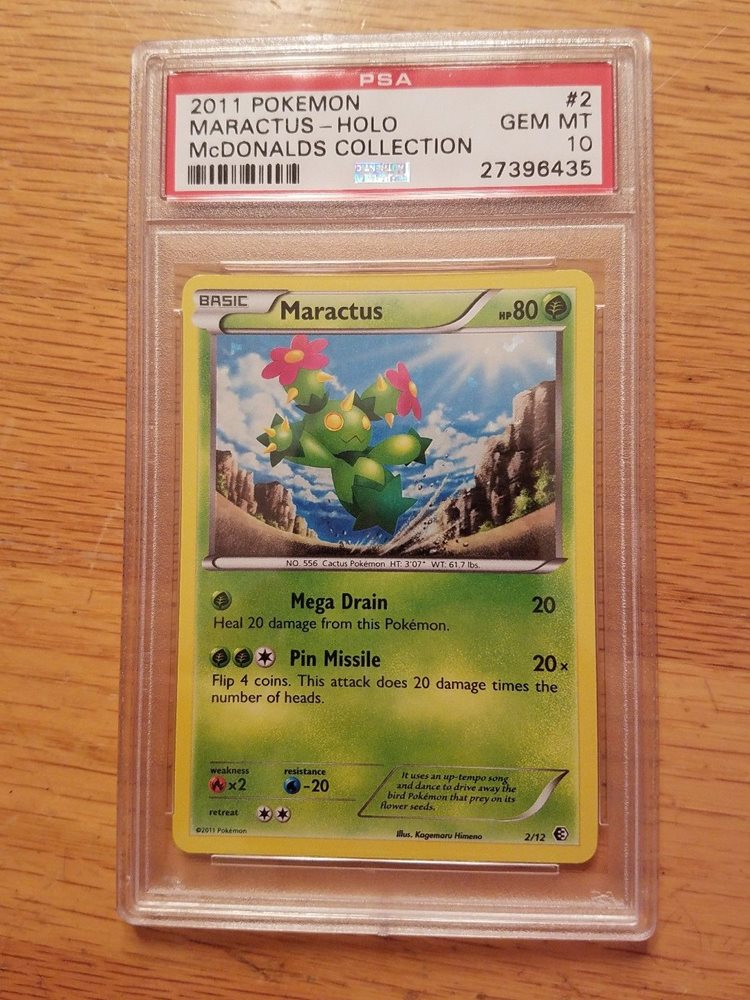 PSA
2011 POKEMON #2
MARACTUS - HOLO GEM MT
McDONALDS COLLECTION 10
27396435
BASIC Maractus HP80
NO. 556 Cactus Pokémon HT: 3'07" WT: 61.7 lbs.
Mega Drain 20
Heal 20 damage from this Pokémon.
Pin Missile 20×
Flip 4 coins. This attack does 20 damage times the
number of heads.
weakness resistance
×2 -20
retreat
It uses an up-tempo song
and dance to drive away the
bird Pokémon that prey on its
flower seeds.
©2011 Pokémon Illus. Kagemaru Himeno 2/12